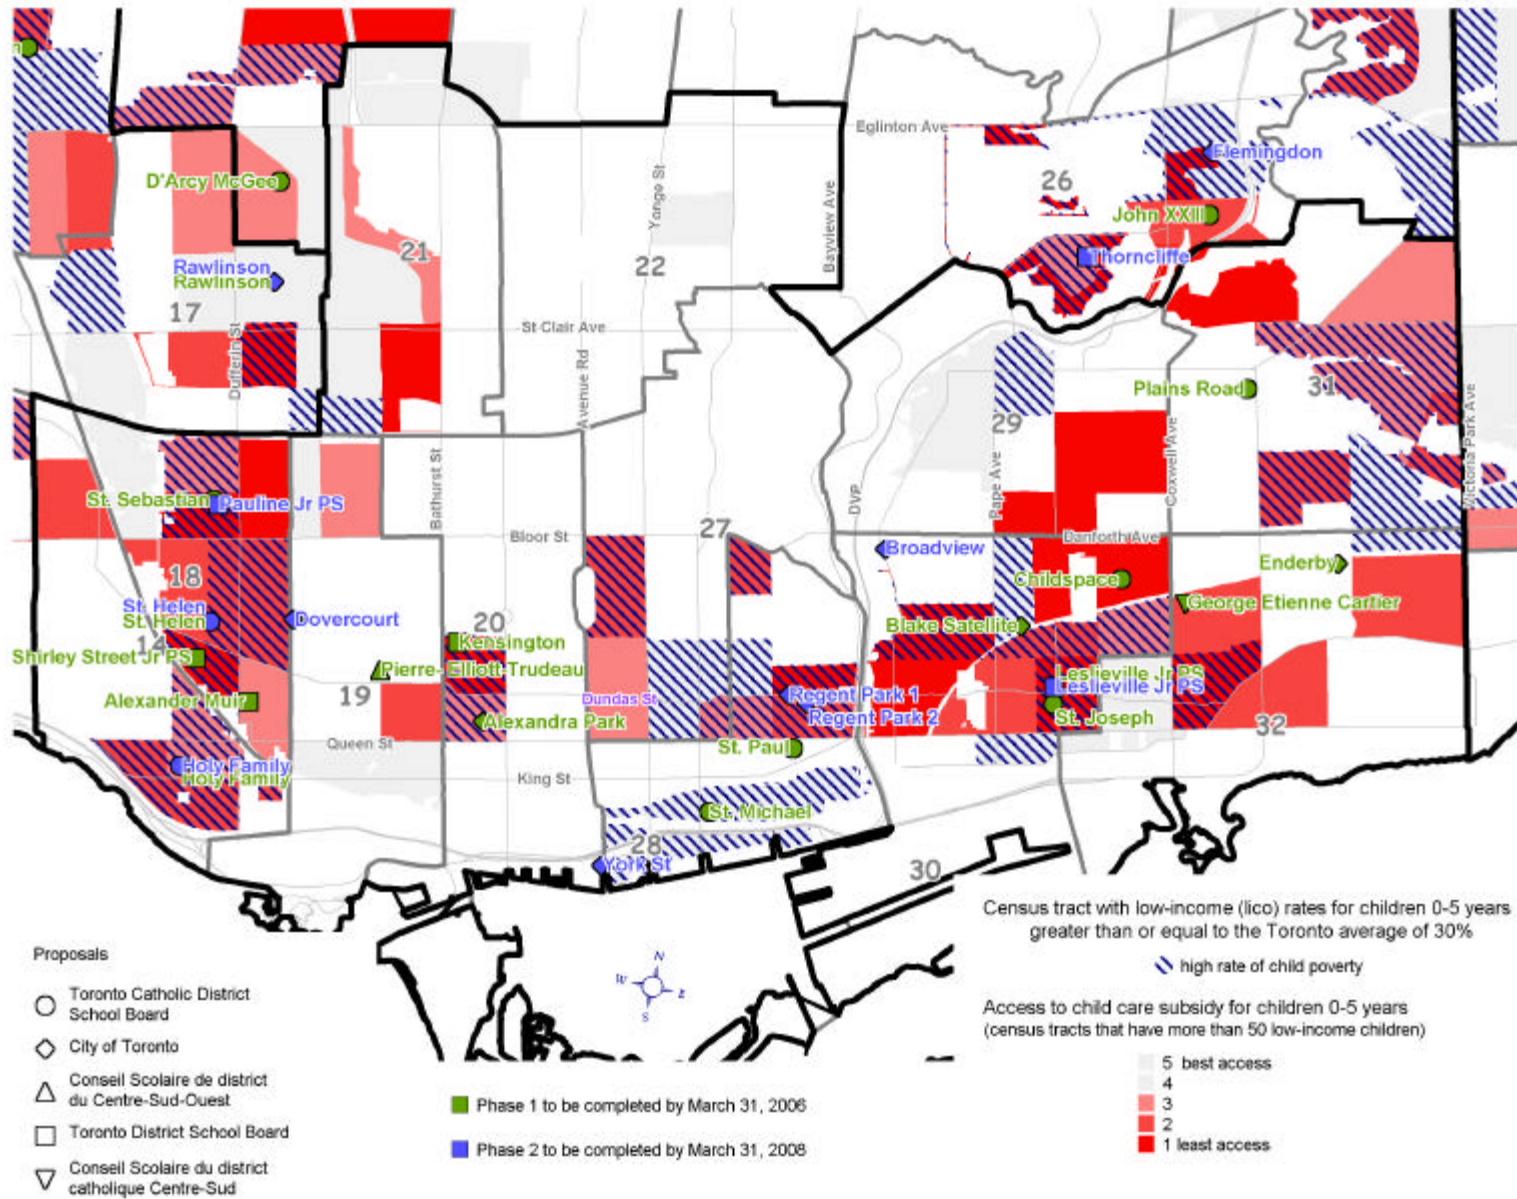 Eglinton Ave
Flemingdon
26
D'Arcy McGee
John XXIII
Yonge St
Bayview Ave
21
22
Thorncliffe
Rawlinson
Rawlinson
17
St Clair Ave
Dufferin St
Avenue Rd
Plains Road
31
29
Victoria Park Ave
Coxwell Ave
Pape Ave
Bathurst St
DVP
St. Sebastian
Pauline Jr PS
27
Bloor St
Danforth Ave
Broadview
Enderby
18
Childspace
George Etienne Cartier
St. Helen
St. Helen
Dovercourt
20
Blake Satellite
14
Kensington
Shirley Street Jr PS
Pierre- Elliott Trudeau
Leslieville Jr PS
Leslieville Jr PS
19
Dundas St
Regent Park 1
Alexander Muir
Alexandra Park
Regent Park 2
St. Joseph
32
Queen St
St. Paul
Holy Family
Holy Family
King St
St. Michael
28
York St
30
Census tract with low-income (lico) rates for children 0-5 years
greater than or equal to the Toronto average of 30%
high rate of child poverty
Access to child care subsidy for children 0-5 years
(census tracts that have more than 50 low-income children)
5 best access
4
3
2
1 least access
N
W
E
S
Proposals
Toronto Catholic District
School Board
City of Toronto
Conseil Scolaire de district
du Centre-Sud-Ouest
Toronto District School Board
Conseil Scolaire du district
catholique Centre-Sud
Phase 1 to be completed by March 31, 2006
Phase 2 to be completed by March 31, 2008